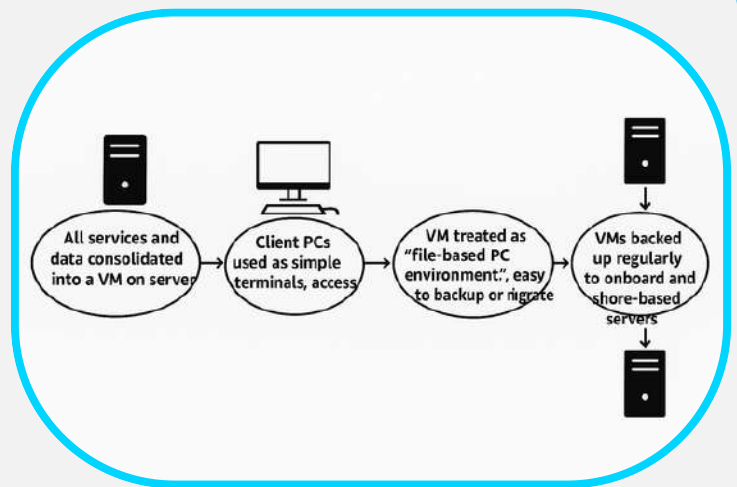 All services and
data consolidated
into a VM on server
Client PCs
used as simple
terminals, access
VM treated as
“file-based PC
environment.”, easy
to backup or migrate
VMs backed
up regularly
to onboard and
shore-based
servers